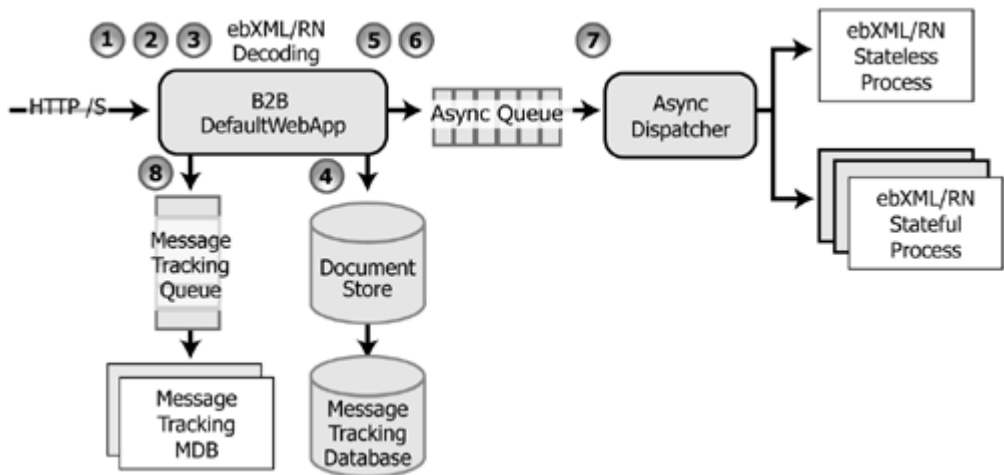 1 2 3
ebXML/RN
Decoding
5 6
7
HTTP /S
B2B
DefaultWebApp
Async Queue
Async
Dispatcher
ebXML/RN
Stateless
Process
8
4
Message
Tracking
Queue
Document
Store
ebXML/RN
Stateful
Process
Message
Tracking
MDB
Message
Tracking
Database